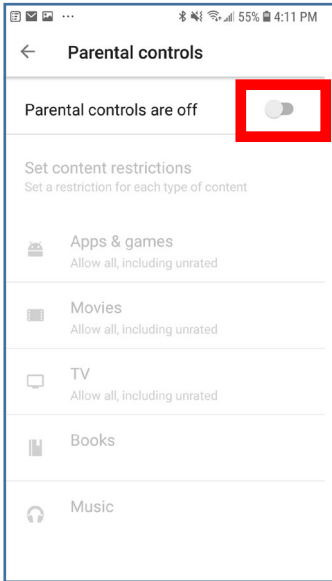 55% 4:11 PM
Parental controls
Parental controls are off
Set content restrictions
Set a restriction for each type of content
Apps & games
Allow all, including unrated
Movies
Allow all, including unrated
TV
Allow all, including unrated
Books
Music